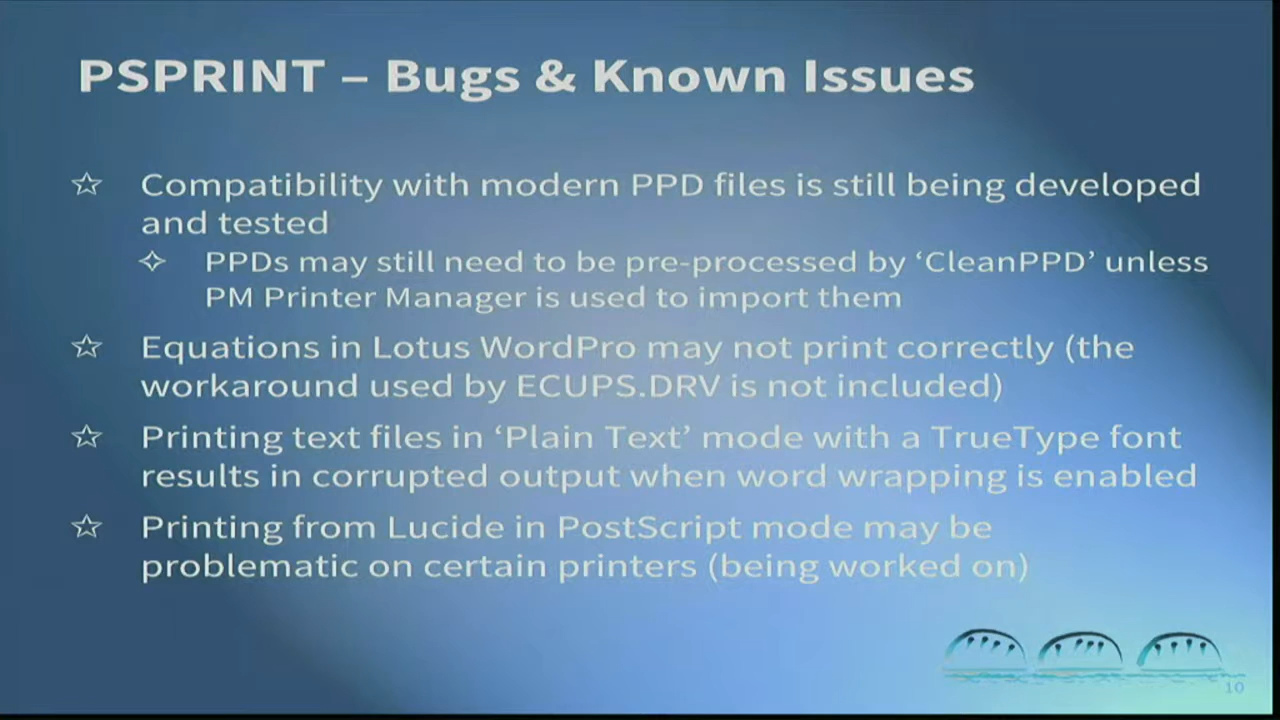 PSPRINT – Bugs & Known Issues
Compatibility with modern PPD files is still being developed
and tested
PPDs may still need to be pre-processed by ‘CleanPPD’ unless
PM Printer Manager is used to import them
Equations in Lotus WordPro may not print correctly (the
workaround used by ECUPS.DRV is not included)
Printing text files in ‘Plain Text’ mode with a TrueType font
results in corrupted output when word wrapping is enabled
Printing from Lucide in PostScript mode may be
problematic on certain printers (being worked on)
10